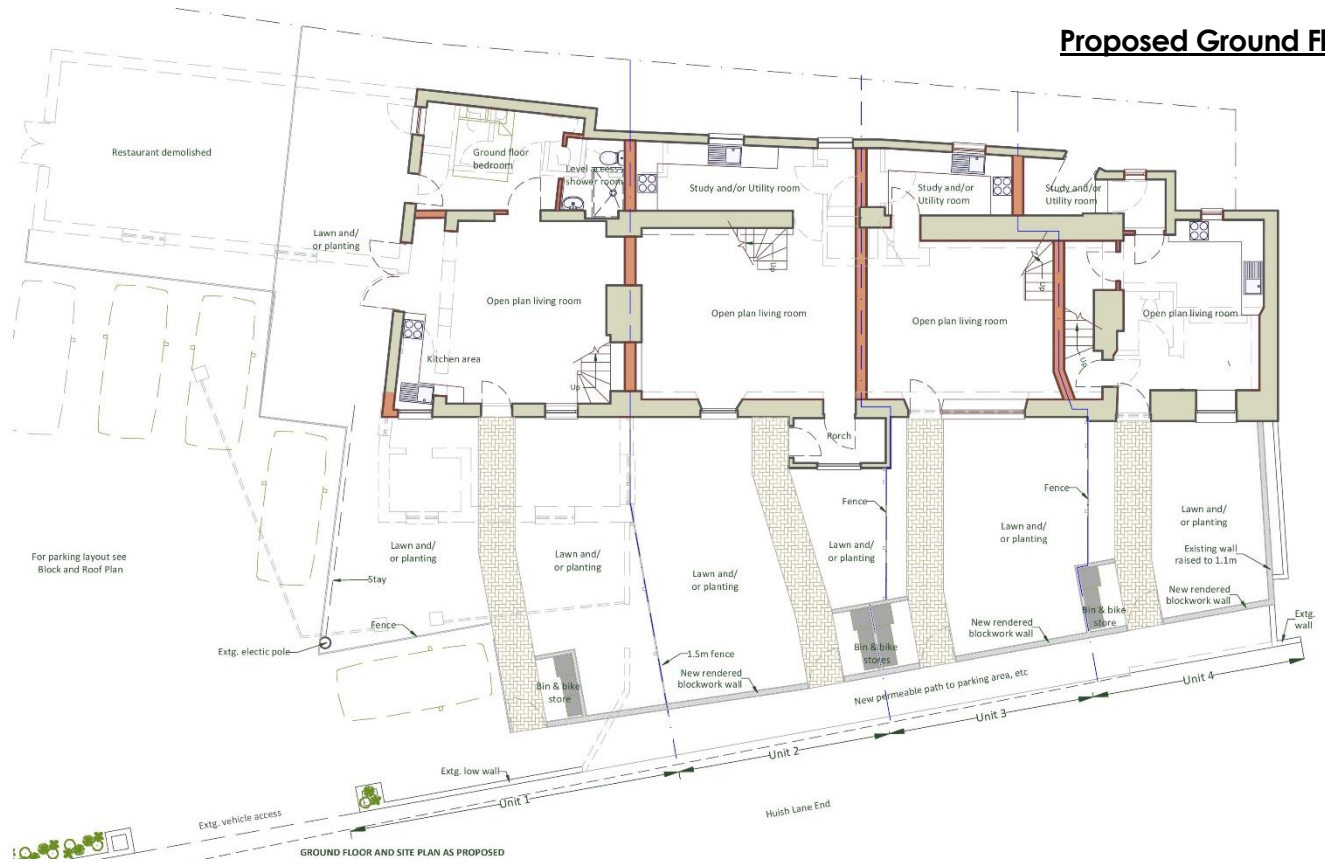 Proposed Ground Fl
Restaurant demolished
Ground floor
bedroom
Level access
shower room
Study and/or Utility room
Study and/or
Utility room
Study and/or
Utility room
Lawn and/
or planting
Open plan living room
Open plan living room
Open plan living room
Open plan living room
Kitchen area
Up
Up
Up
Up
Porch
Fence
Fence
Lawn and/
or planting
Lawn and/
or planting
Lawn and/
or planting
Lawn and/
or planting
Lawn and/
or planting
Lawn and/
or planting
Existing wall
raised to 1.1m
New rendered
blockwork wall
For parking layout see
Block and Roof Plan
Stay
Fence
Extg. electic pole
Bin & bike
store
1.5m fence
New rendered
blockwork wall
Bin & bike
stores
New rendered
blockwork wall
Bin & bike
store
Extg.
wall
New permeable path to parking area, etc
Unit 1
Unit 2
Unit 3
Unit 4
Extg. low wall
Extg. vehicle access
Huish Lane End
GROUND FLOOR AND SITE PLAN AS PROPOSED